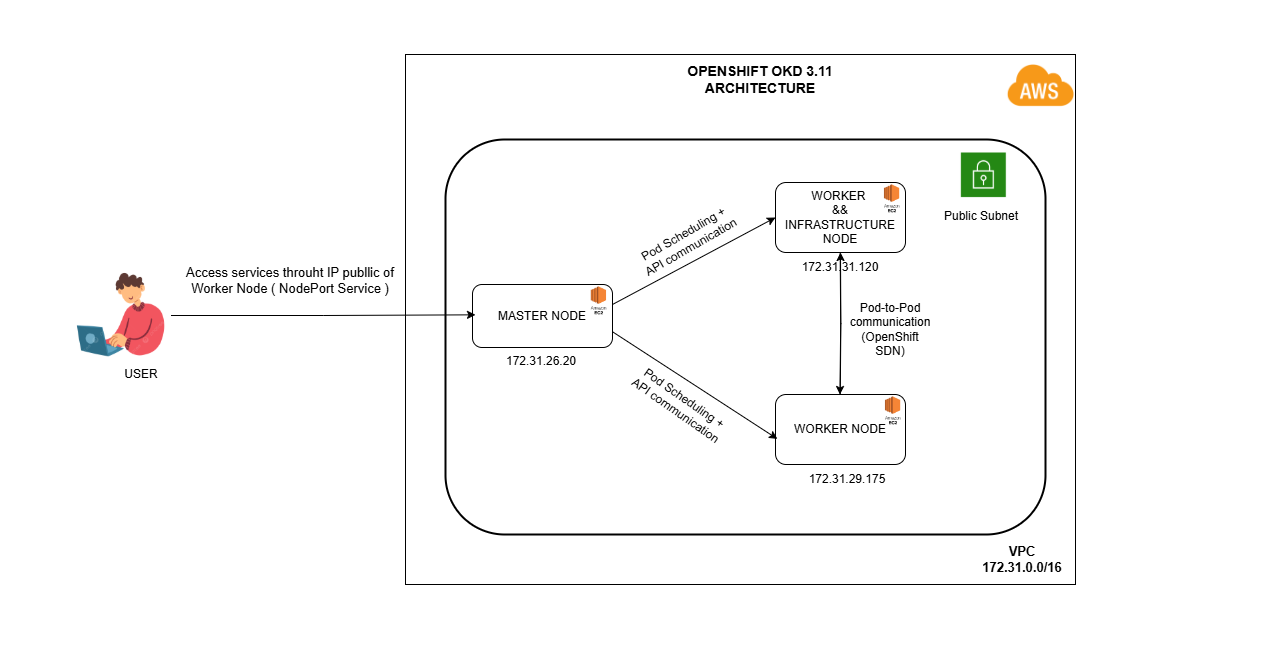 OPENSHIFT OKD 3.11
ARCHITECTURE
AWS
Public Subnet
WORKER
&&
INFRASTRUCTURE
NODE
Amazon
EC2
172.31.31.120
Pod Scheduling +
API communication
Access services throuht IP publlic of
Worker Node ( NodePort Service )
USER
MASTER NODE
Amazon
EC2
172.31.26.20
Pod-to-Pod
communication
(OpenShift
SDN)
Pod Scheduling +
API communication
WORKER NODE
Amazon
EC2
172.31.29.175
VPC
172.31.0.0/16